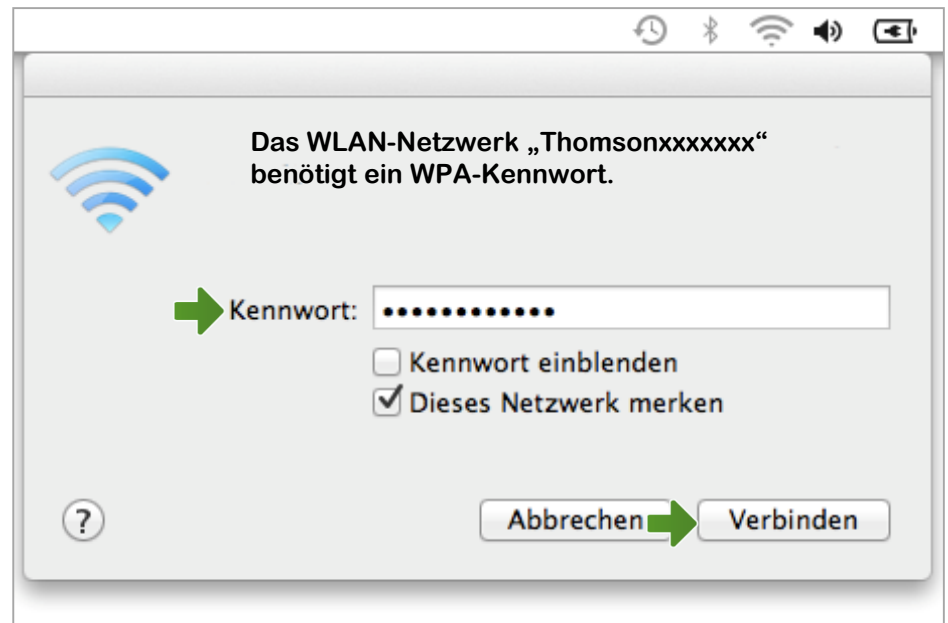 Das WLAN-Netzwerk „Thomsonxxxxxxx“
benötigt ein WPA-Kennwort.
Kennwort: ••••••••••••
Kennwort einblenden
Dieses Netzwerk merken
?
Abbrechen
Verbinden